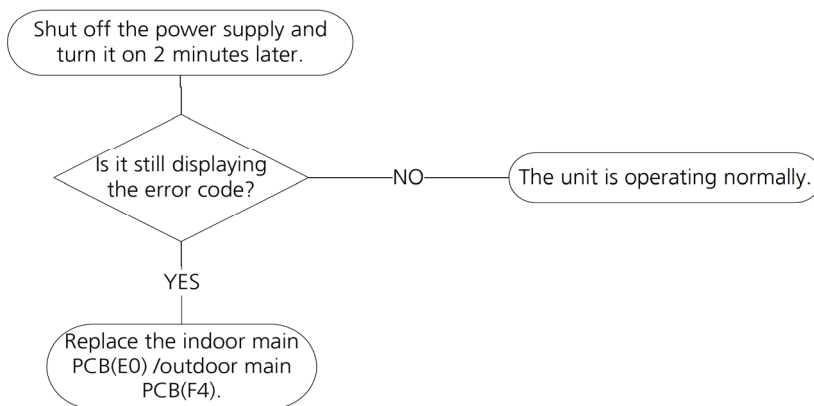 Shut off the power supply and
turn it on 2 minutes later.
Is it still displaying
the error code?
NO
The unit is operating normally.
YES
Replace the indoor main
PCB(E0) /outdoor main
PCB(F4).